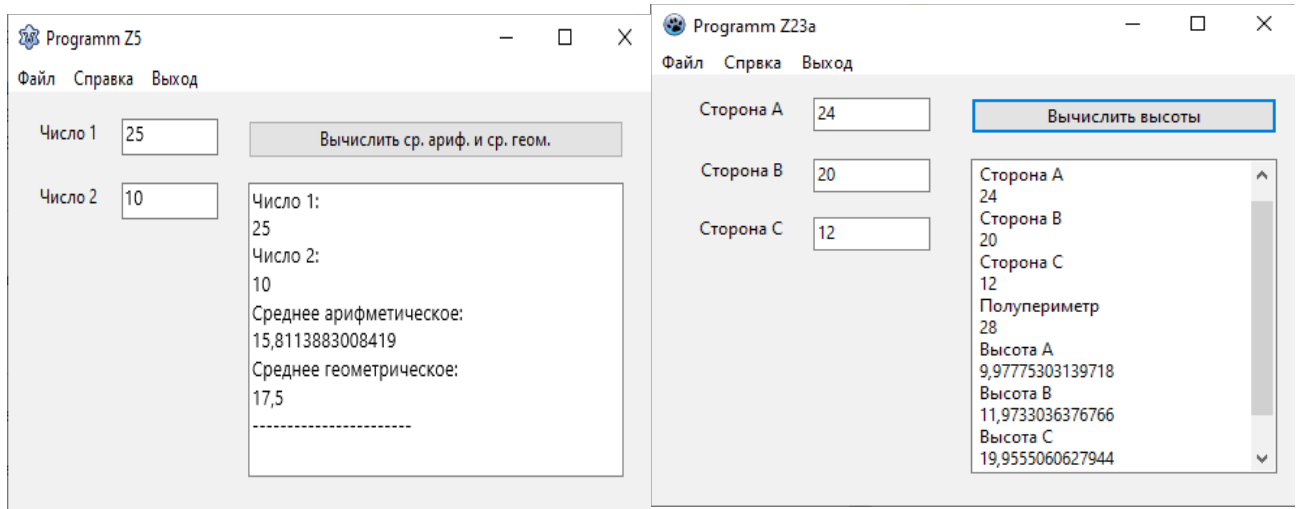 Programm Z5
Файл Справка Выход
Число 1
25
Вычислить ср. ариф. и ср. геом.
Число 2
10
Число 1:
25
Число 2:
10
Среднее арифметическое:
15,8113883008419
Среднее геометрическое:
17,5
-----------------------
Programm Z23a
Файл Спрвка Выход
Сторона A
24
Вычислить высоты
Сторона B
20
Сторона C
12
Сторона A
24
Сторона B
20
Сторона C
12
Полупериметр
28
Высота A
9,97775303139718
Высота B
11,9733036376766
Высота C
19,9555060627944